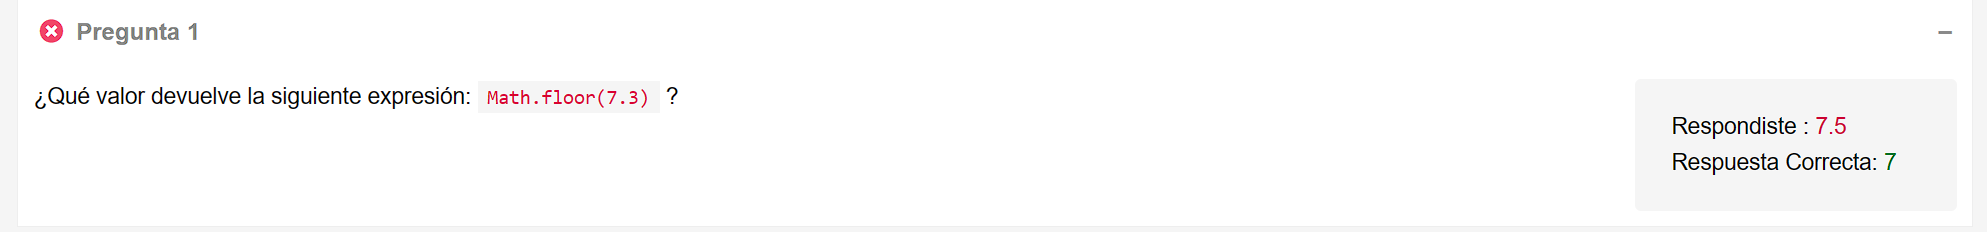 Pregunta 1
¿Qué valor devuelve la siguiente expresión: Math.floor(7.3) ?
Respondiste : 7.5
Respuesta Correcta: 7